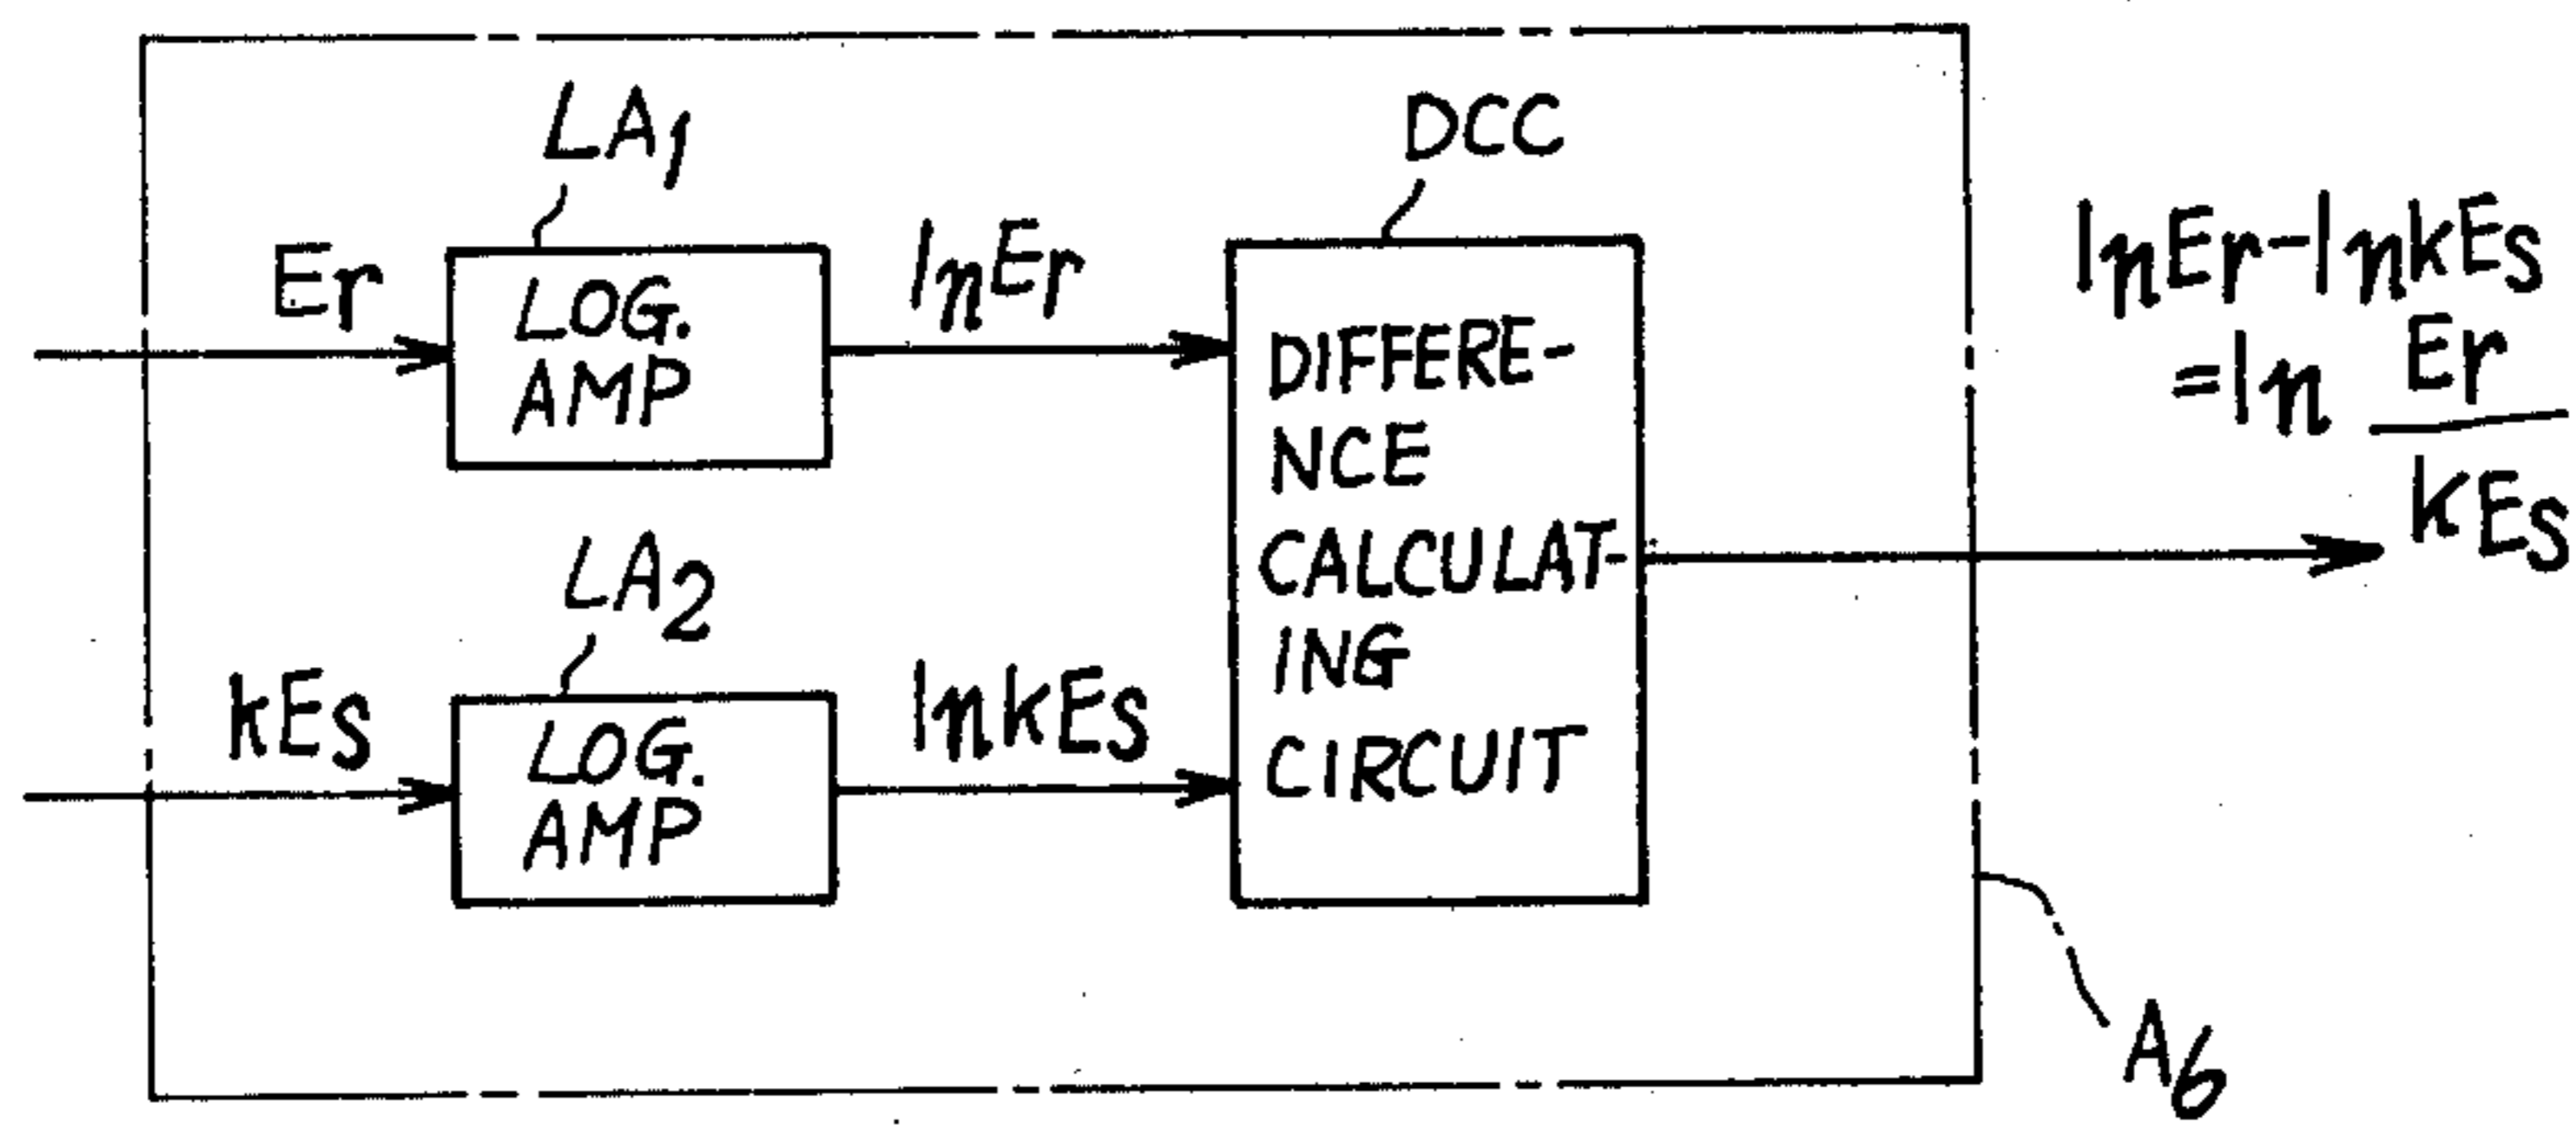 LA1
DCC
Er
LOG.
AMP
lnEr
DIFFERE-
NCE
CALCULAT-
ING
CIRCUIT
lnEr-lnkEs
=ln Er
kEs
LA2
kEs
LOG.
AMP
lnkEs
A6